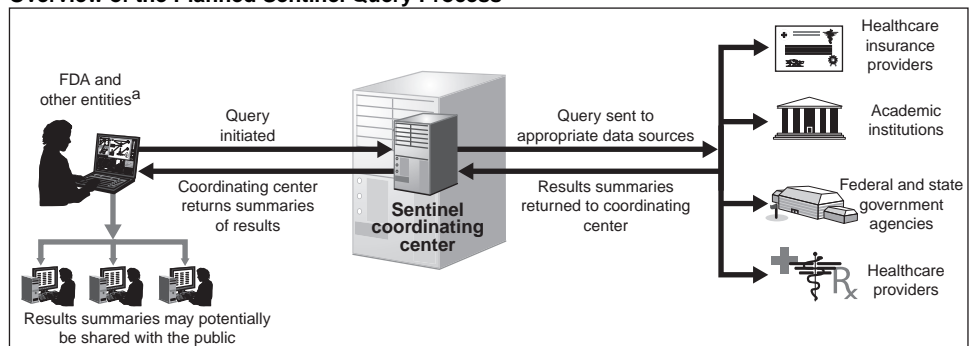 Overview of the Planned Sentinel Query Process
FDA and
other entitiesa
Query
initiated
Coordinating center
returns summaries
of results
Sentinel
coordinating
center
Query sent to
appropriate data sources
Results summaries
returned to coordinating
center
Healthcare
insurance
providers
Academic
institutions
Federal and state
government
agencies
Rx
Healthcare
providers
Results summaries may potentially
be shared with the public